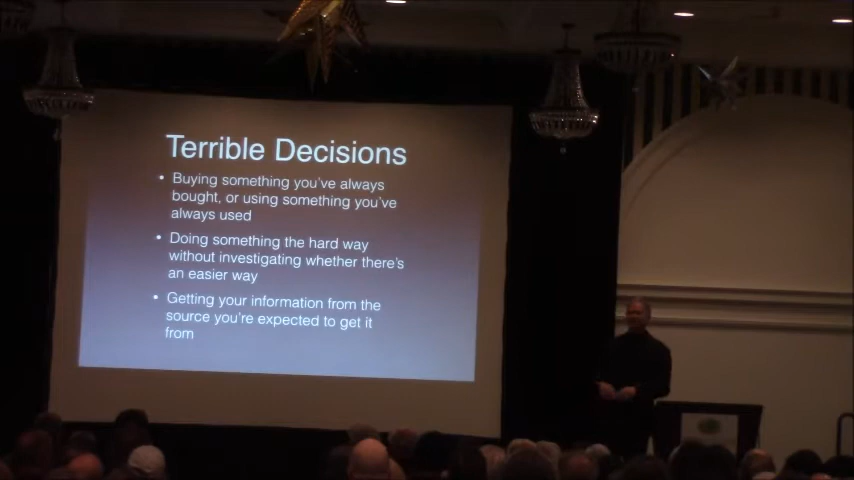 Terrible Decisions
• Buying something you've always
bought, or using something you've
always used
• Doing something the hard way
without investigating whether there's
an easier way
• Getting your information from the
source you're expected to get it
from